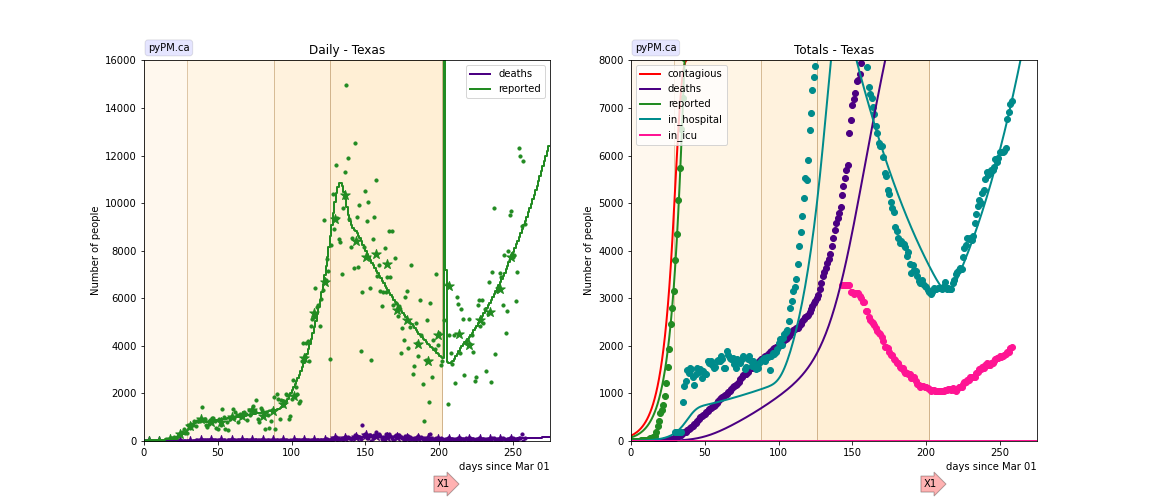 pyPM.ca
Daily - Texas
deaths
reported
Number of people
16000
14000
12000
10000
8000
6000
4000
2000
0
0
50
100
150
200
250
days since Mar 01
X1
pyPM.ca
Totals - Texas
contagious
deaths
reported
in_hospital
in_icu
Number of people
8000
7000
6000
5000
4000
3000
2000
1000
0
0
50
100
150
200
250
days since Mar 01
X1